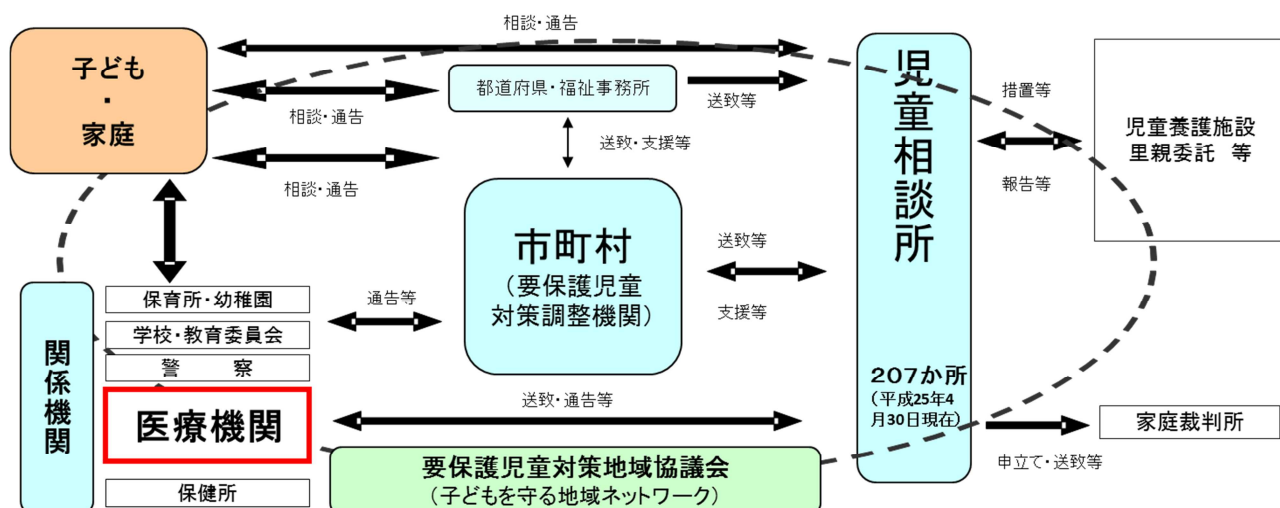 相談・通告
子ども
・
家庭
相談・通告
都道府県・福祉事務所
送致等
送致・支援等
相談・通告
児童相談所
207か所
(平成25年4
月30日現在)
措置等
報告等
児童養護施設
里親委託 等
市町村
(要保護児童
対策調整機関)
送致等
支援等
関係機関
保育所・幼稚園
学校・教育委員会
警 察
医療機関
保健所
通告等
送致・通告等
申立て・送致等
家庭裁判所
要保護児童対策地域協議会
(子どもを守る地域ネットワーク)